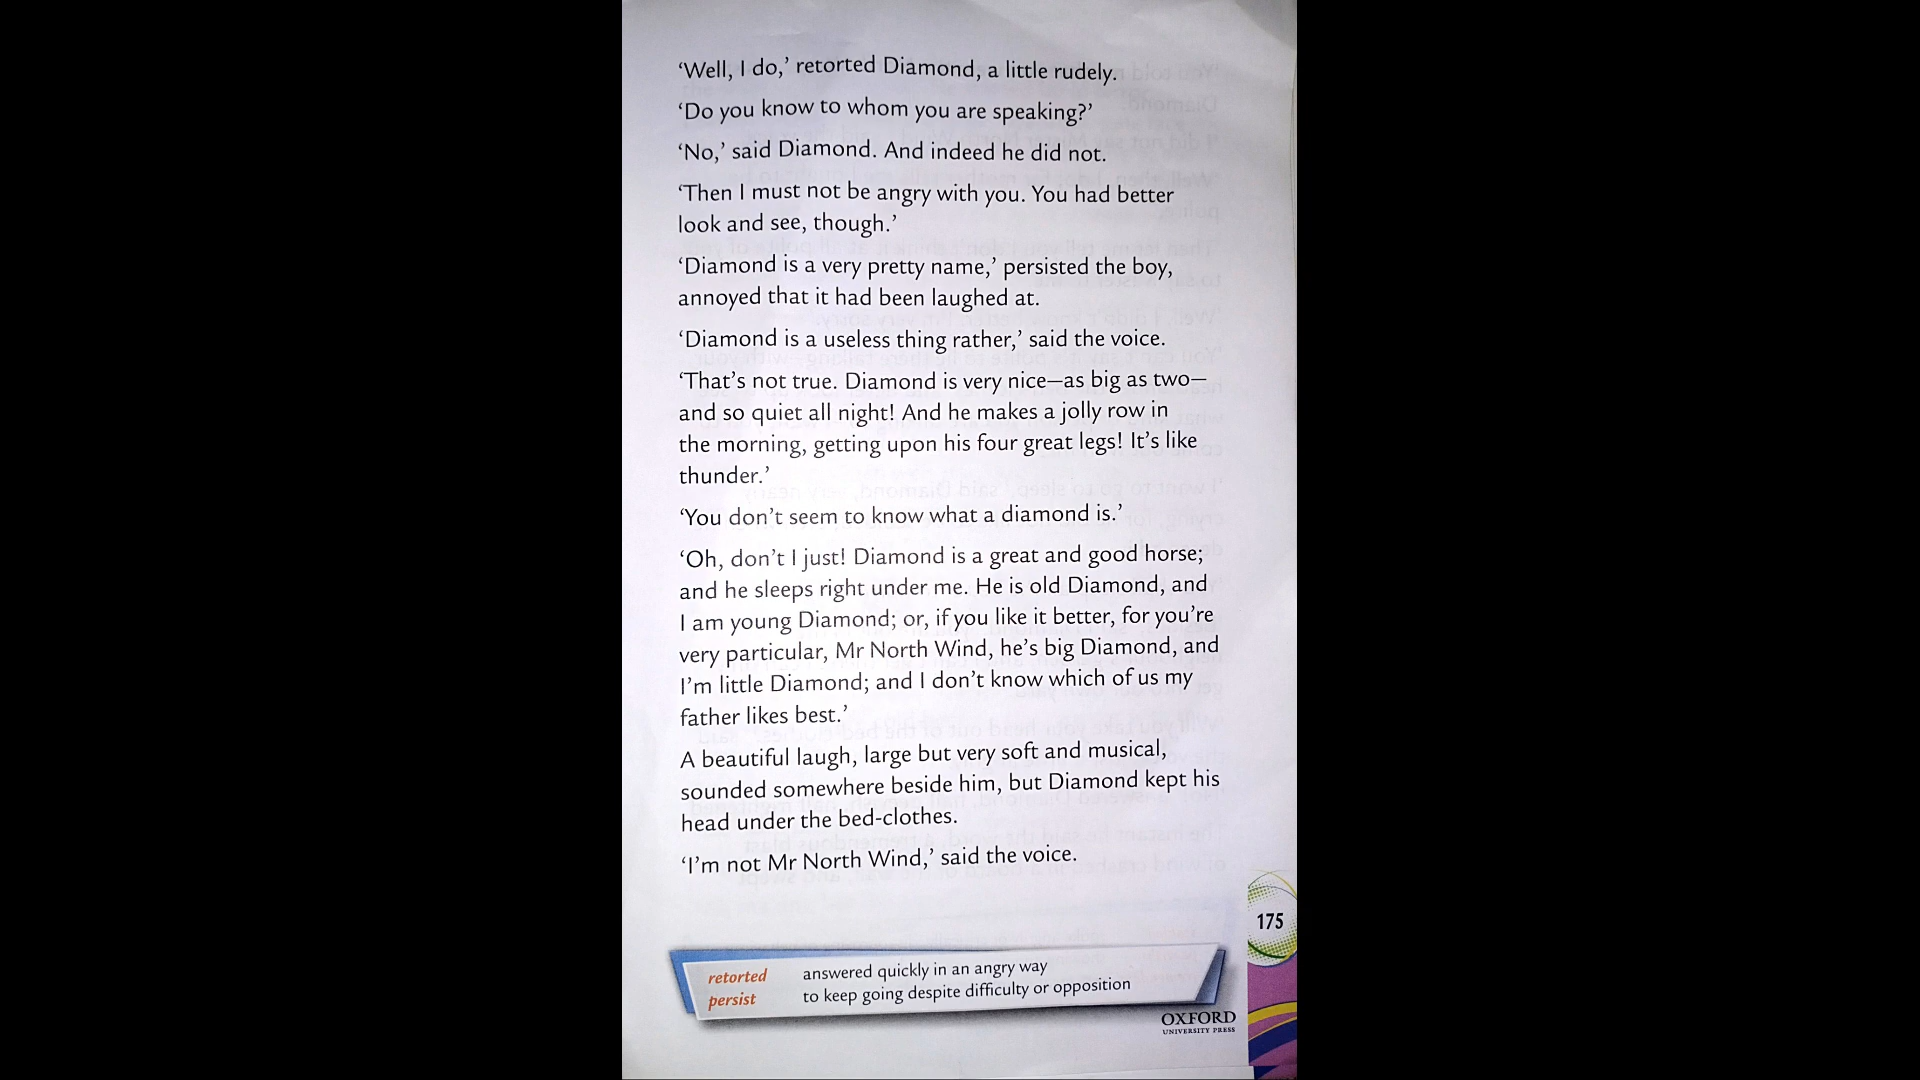 ‘Well, I do,’ retorted Diamond, a little rudely.
‘Do you know to whom you are speaking?’
‘No,’ said Diamond. And indeed he did not.
‘Then I must not be angry with you. You had better
look and see, though.’
‘Diamond is a very pretty name,’ persisted the boy,
annoyed that it had been laughed at.
‘Diamond is a useless thing rather,’ said the voice.
‘That’s not true. Diamond is very nice—as big as two—
and so quiet all night! And he makes a jolly row in
the morning, getting upon his four great legs! It’s like
thunder.’
‘You don’t seem to know what a diamond is.’
‘Oh, don’t I just! Diamond is a great and good horse;
and he sleeps right under me. He is old Diamond, and
I am young Diamond; or, if you like it better, for you’re
very particular, Mr North Wind, he’s big Diamond, and
I’m little Diamond; and I don’t know which of us my
father likes best.’
A beautiful laugh, large but very soft and musical,
sounded somewhere beside him, but Diamond kept his
head under the bed-clothes.
‘I’m not Mr North Wind,’ said the voice.
175
retorted answered quickly in an angry way
persist to keep going despite difficulty or opposition
OXFORD
UNIVERSITY PRESS